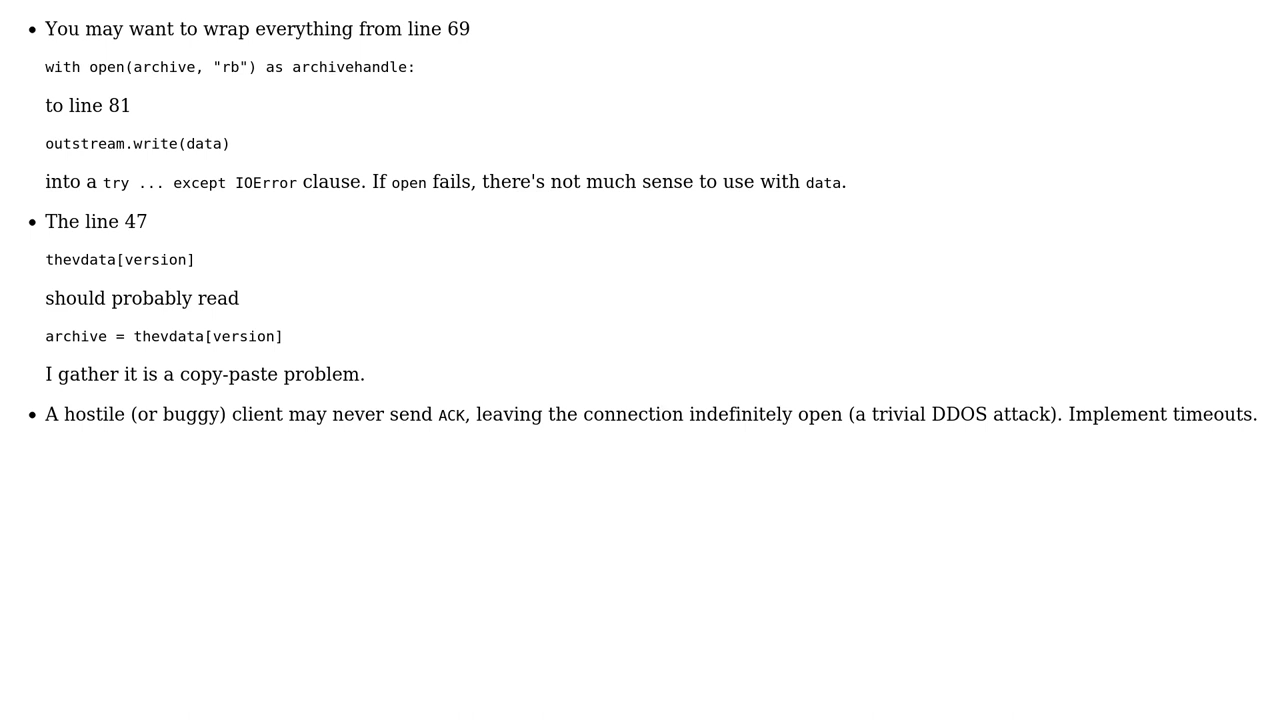 • You may want to wrap everything from line 69
with open(archive, "rb") as archivehandle:
to line 81
outstream.write(data)
into a try ... except IOError clause. If open fails, there's not much sense to use with data.
• The line 47
thevdata[version]
should probably read
archive = thevdata[version]
I gather it is a copy-paste problem.
• A hostile (or buggy) client may never send ACK, leaving the connection indefinitely open (a trivial DDOS attack). Implement timeouts.